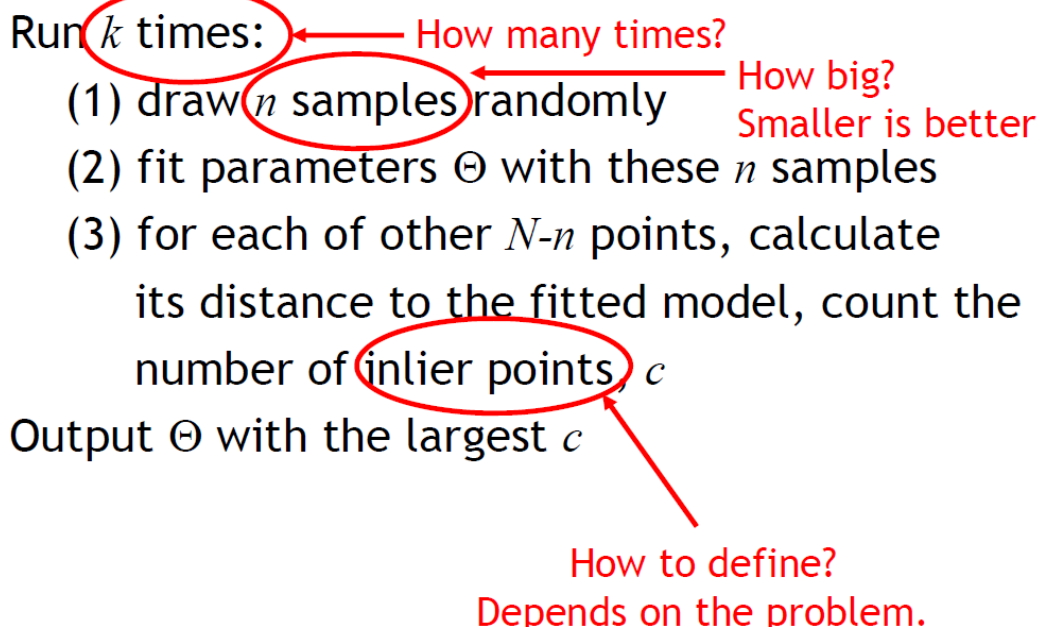 Run k times:
How many times?
How big?
(1) draw n samples randomly
Smaller is better
(2) fit parameters Θ with these n samples
(3) for each of other N-n points, calculate
its distance to the fitted model, count the
number of inlier points, c
Output Θ with the largest c
How to define?
Depends on the problem.